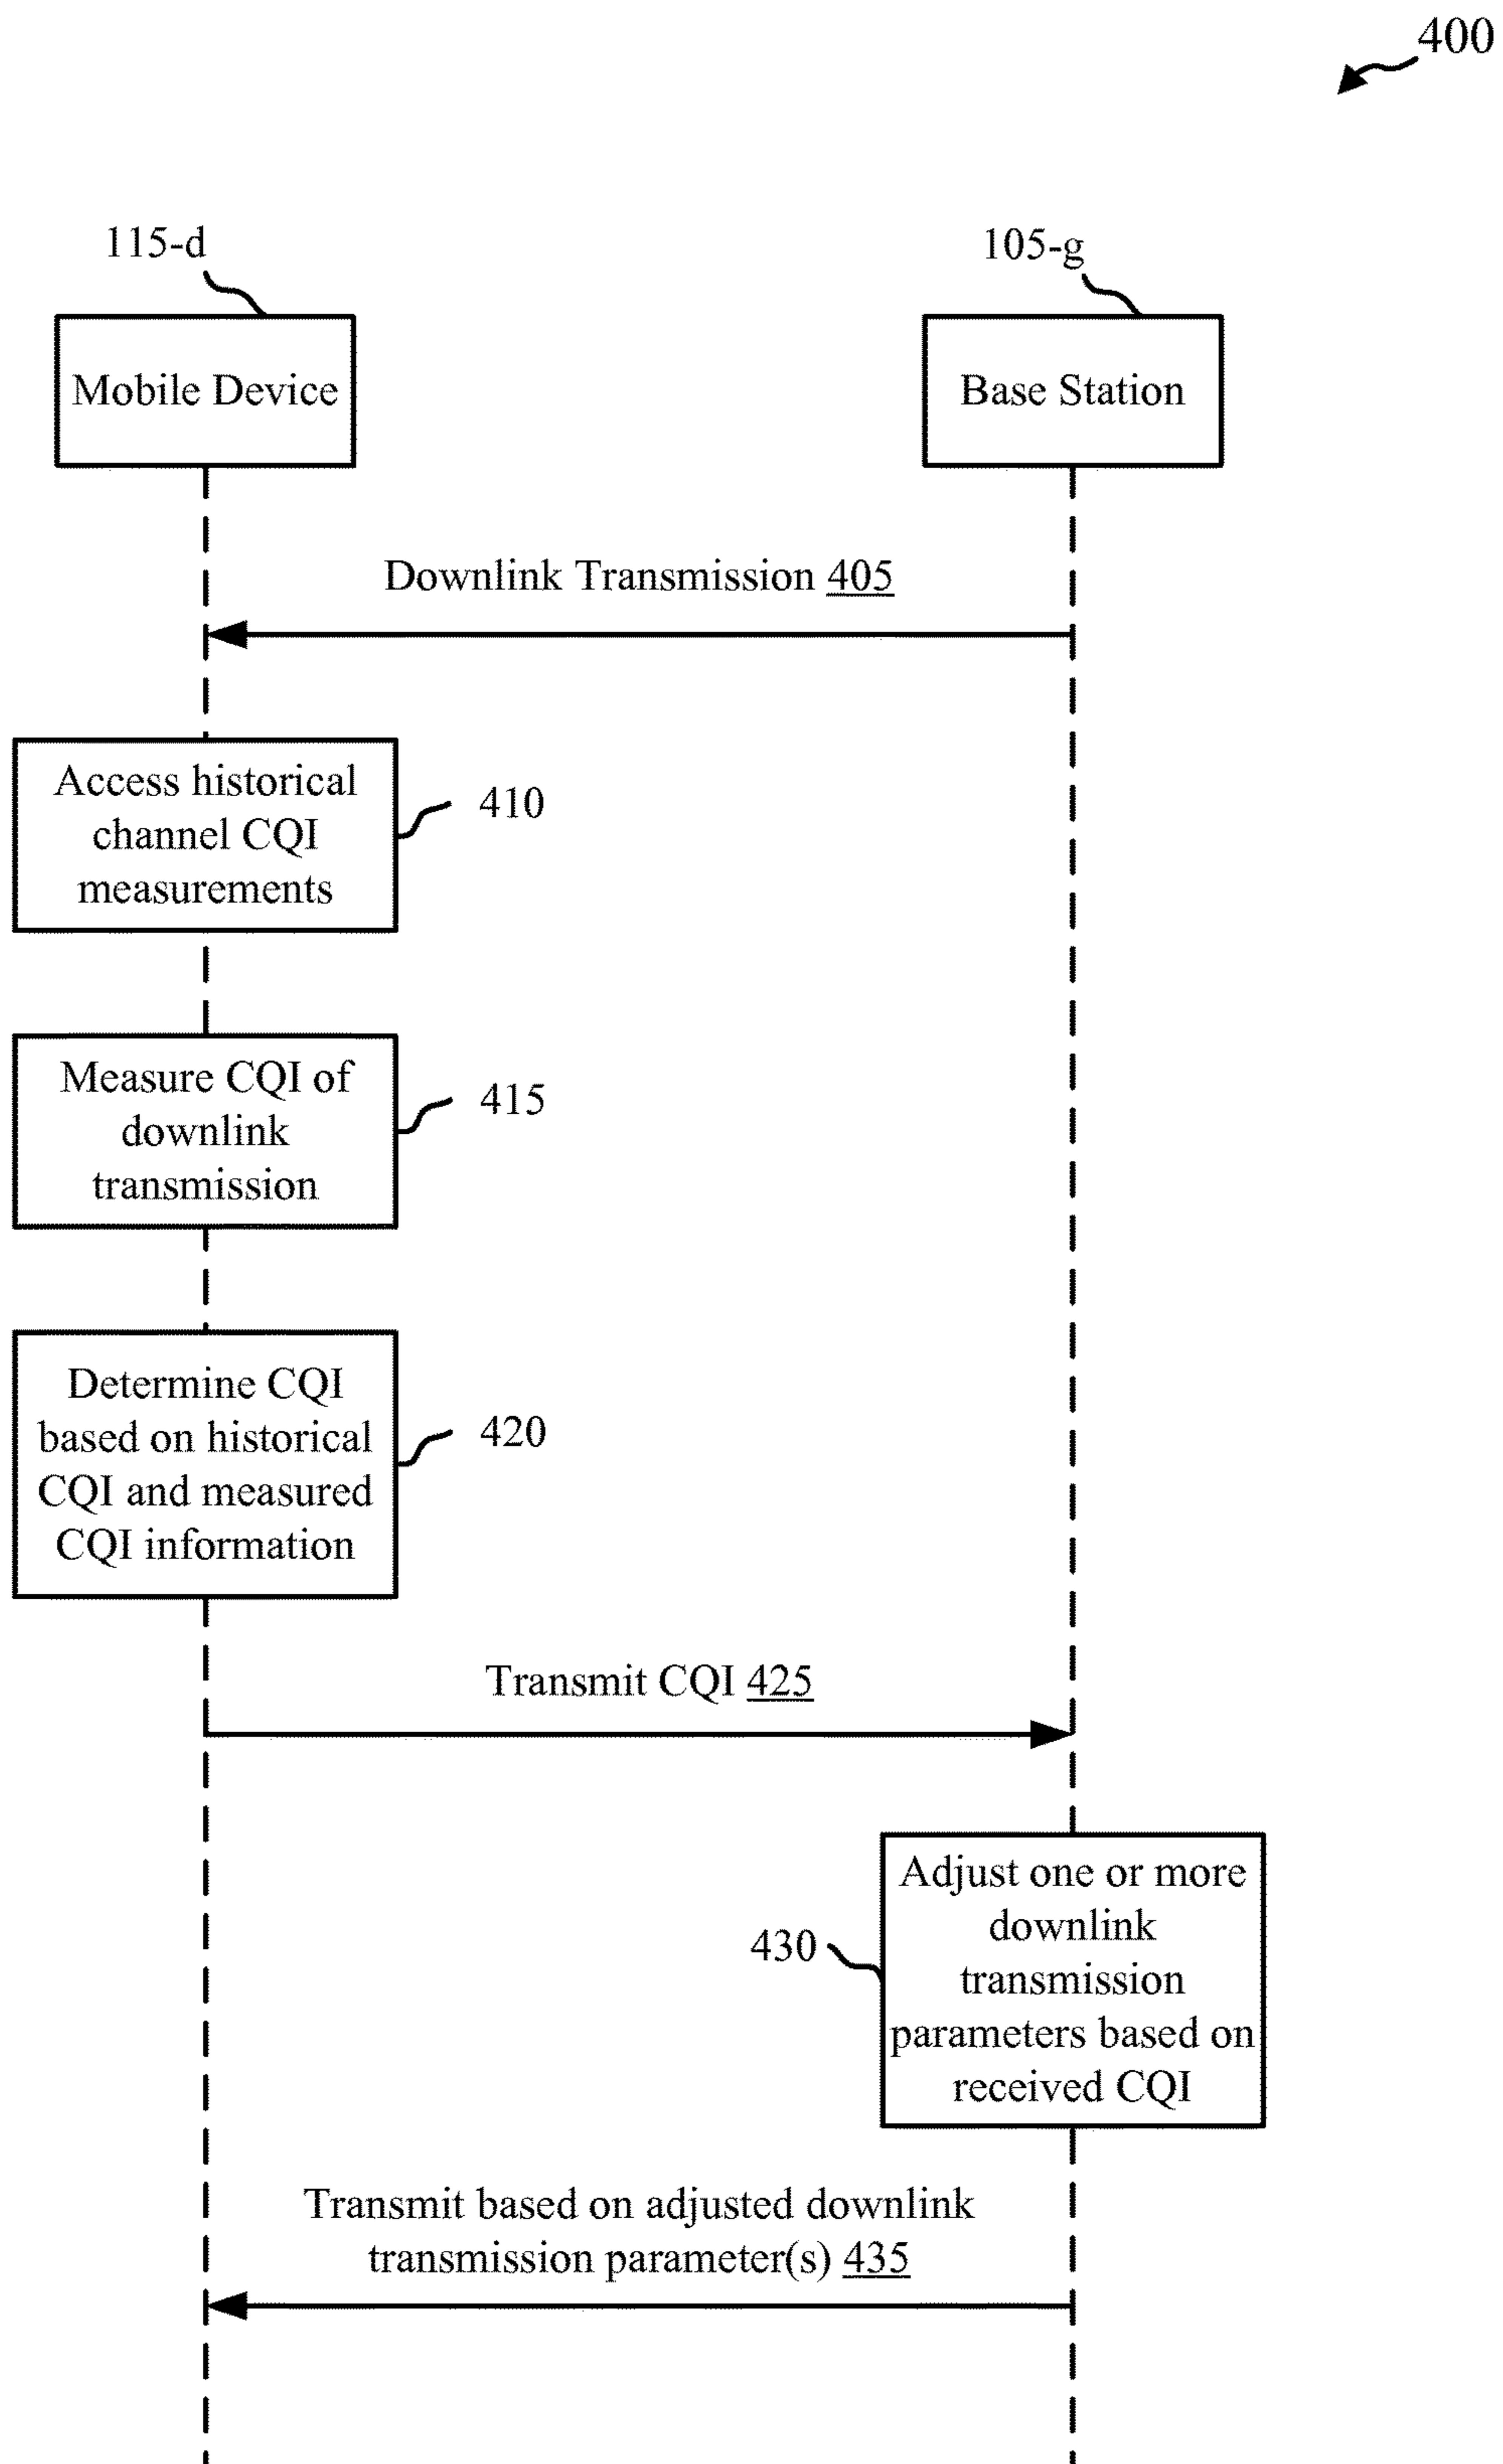 400
115-d
105-g
Mobile Device
Base Station
Downlink Transmission 405
Access historical
channel CQI
measurements
410
Measure CQI of
downlink
transmission
415
Determine CQI
based on historical
CQI and measured
CQI information
420
Transmit CQI 425
Adjust one or more
downlink
transmission
parameters based on
received CQI
430
Transmit based on adjusted downlink
transmission parameter(s) 435